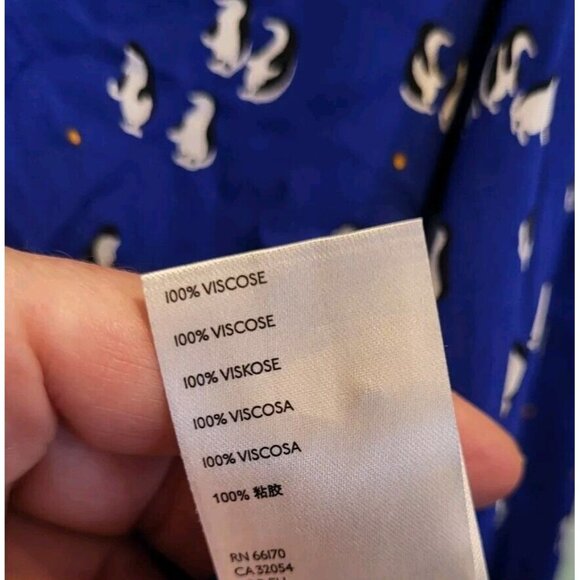 100% VISCOSE
100% VISCOSE
100% VISKOSE
100% VISCOSA
100% VISCOSA
100% 粘胶
RN 66170
CA 32054